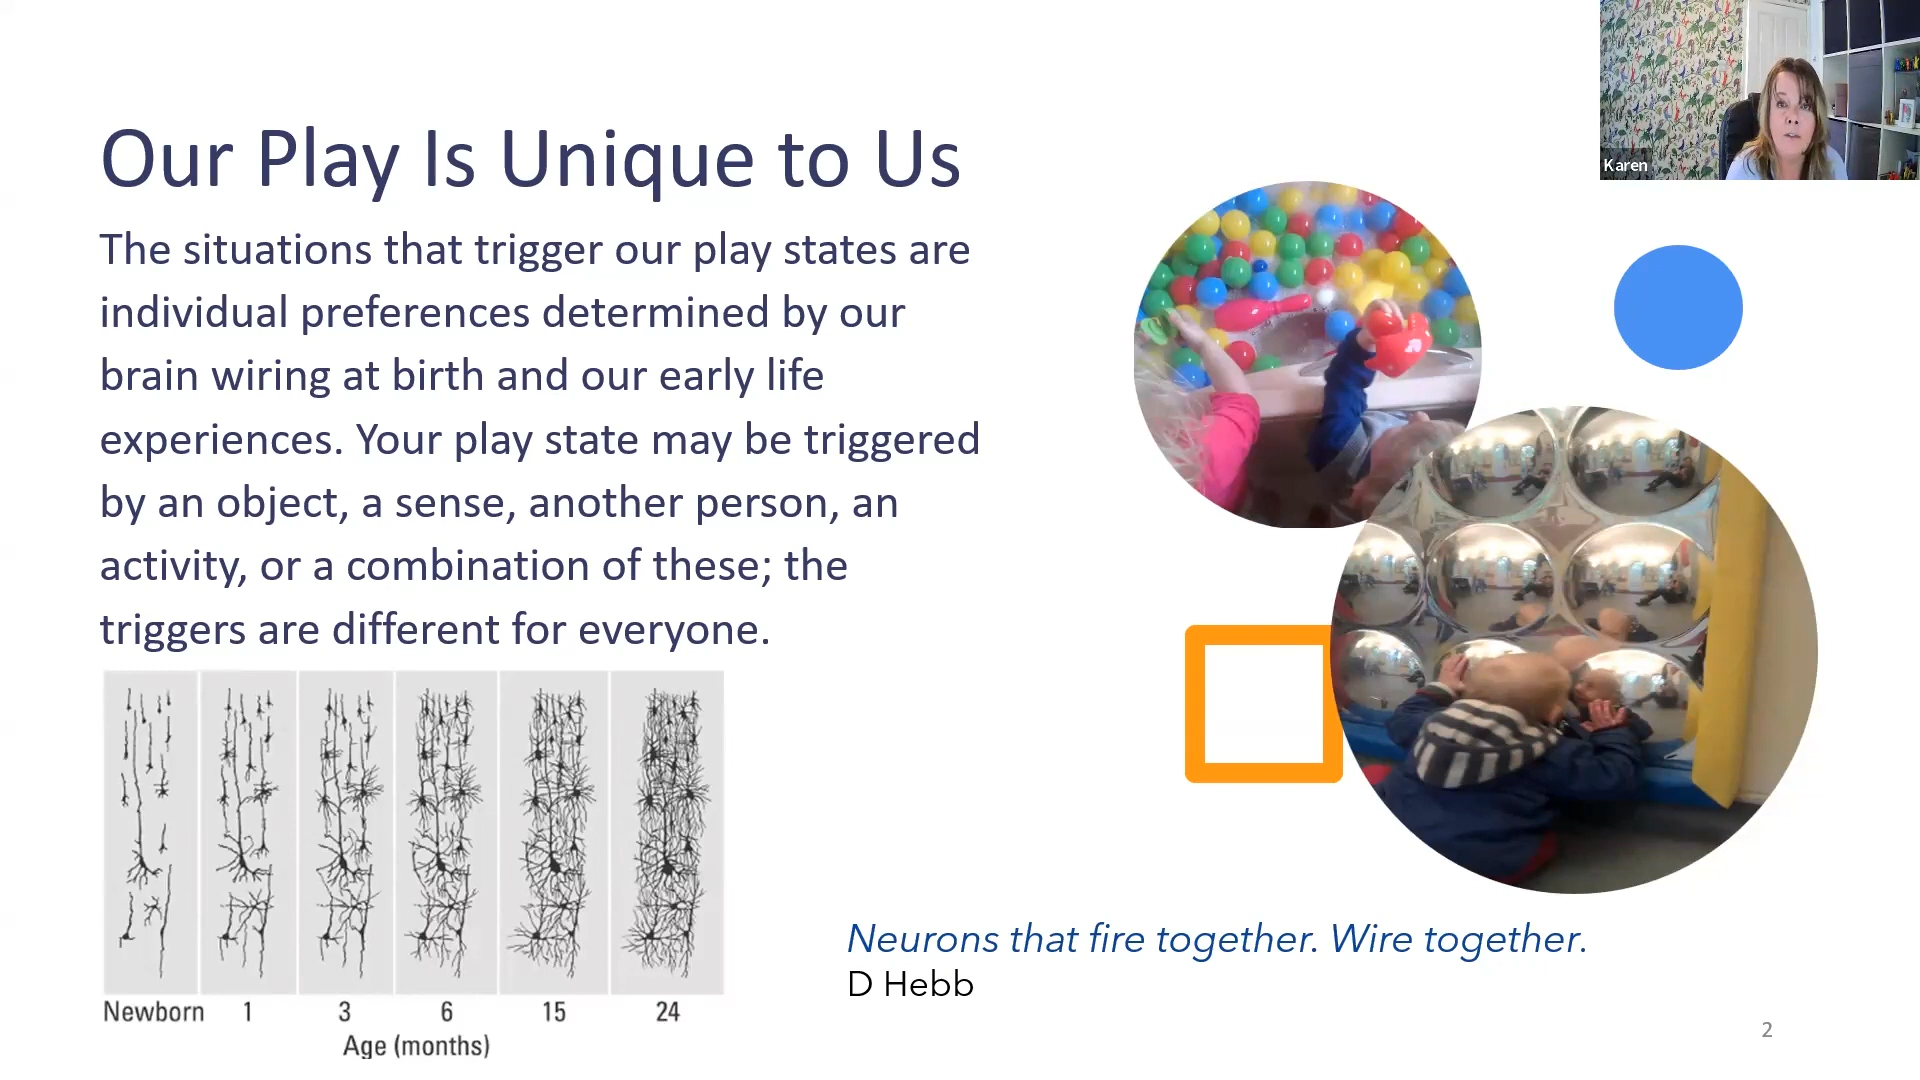 Karen
Our Play Is Unique to Us
The situations that trigger our play states are
individual preferences determined by our
brain wiring at birth and our early life
experiences. Your play state may be triggered
by an object, a sense, another person, an
activity, or a combination of these; the
triggers are different for everyone.
Newborn 1 3 6 15 24
Age (months)
Neurons that fire together. Wire together.
D Hebb
2